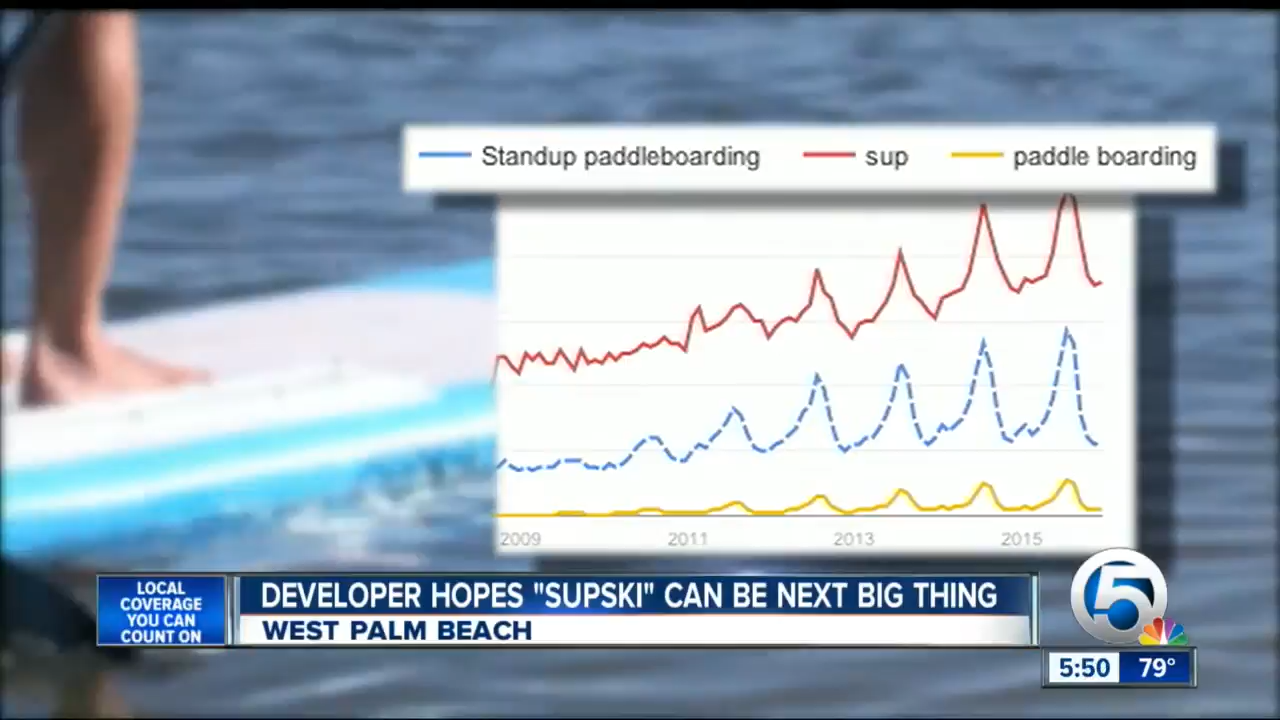 Standup paddleboarding sup paddle boarding
2009 2011 2013 2015
LOCAL
COVERAGE
YOU CAN
COUNT ON
DEVELOPER HOPES "SUPSKI" CAN BE NEXT BIG THING
WEST PALM BEACH
5
5:50 79°